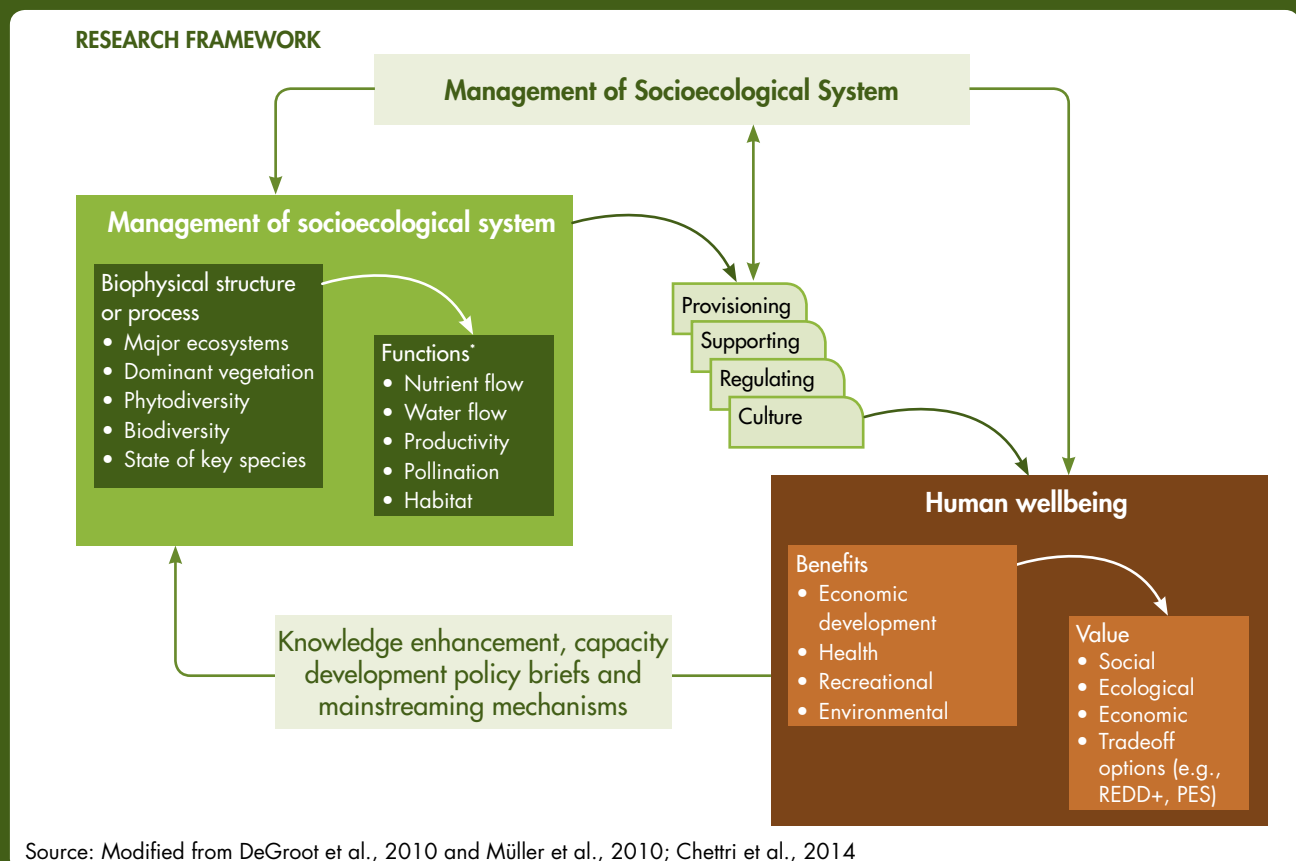 RESEARCH FRAMEWORK
Management of Socioecological System
Management of socioecological system
Biophysical structure
or process
• Major ecosystems
• Dominant vegetation
• Phytodiversity
• Biodiversity
• State of key species
Functions*
• Nutrient flow
• Water flow
• Productivity
• Pollination
• Habitat
Provisioning
Supporting
Regulating
Culture
Human wellbeing
Benefits
• Economic
development
• Health
• Recreational
• Environmental
Value
• Social
• Ecological
• Economic
• Tradeoff
options (e.g.,
REDD+, PES)
Knowledge enhancement, capacity
development policy briefs and
mainstreaming mechanisms
Source: Modified from DeGroot et al., 2010 and Müller et al., 2010; Chettri et al., 2014